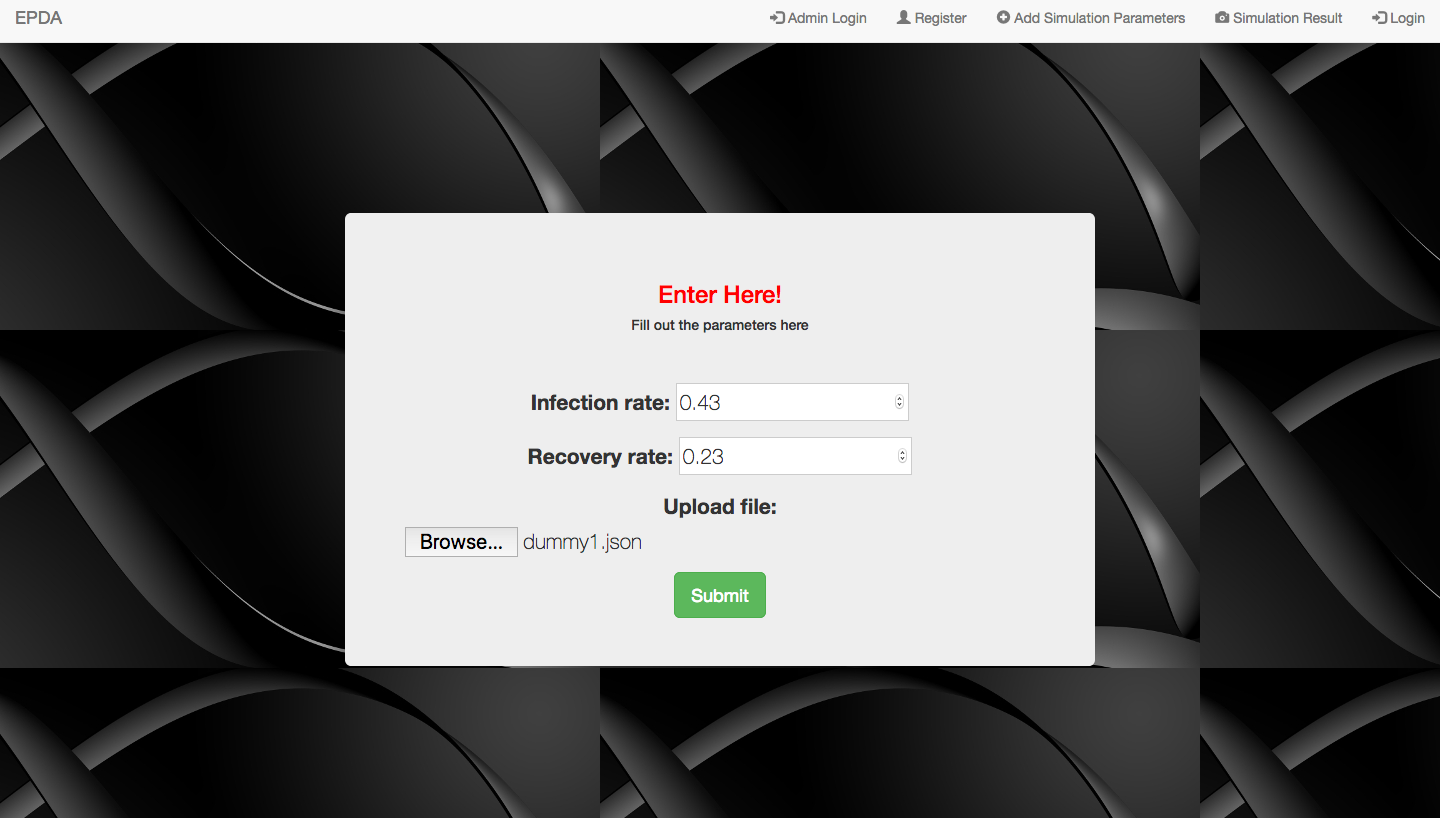 EPDA Admin Login Register Add Simulation Parameters Simulation Result Login
Enter Here!
Fill out the parameters here
Infection rate: 0.43
Recovery rate: 0.23
Upload file:
Browse... dummy1.json
Submit